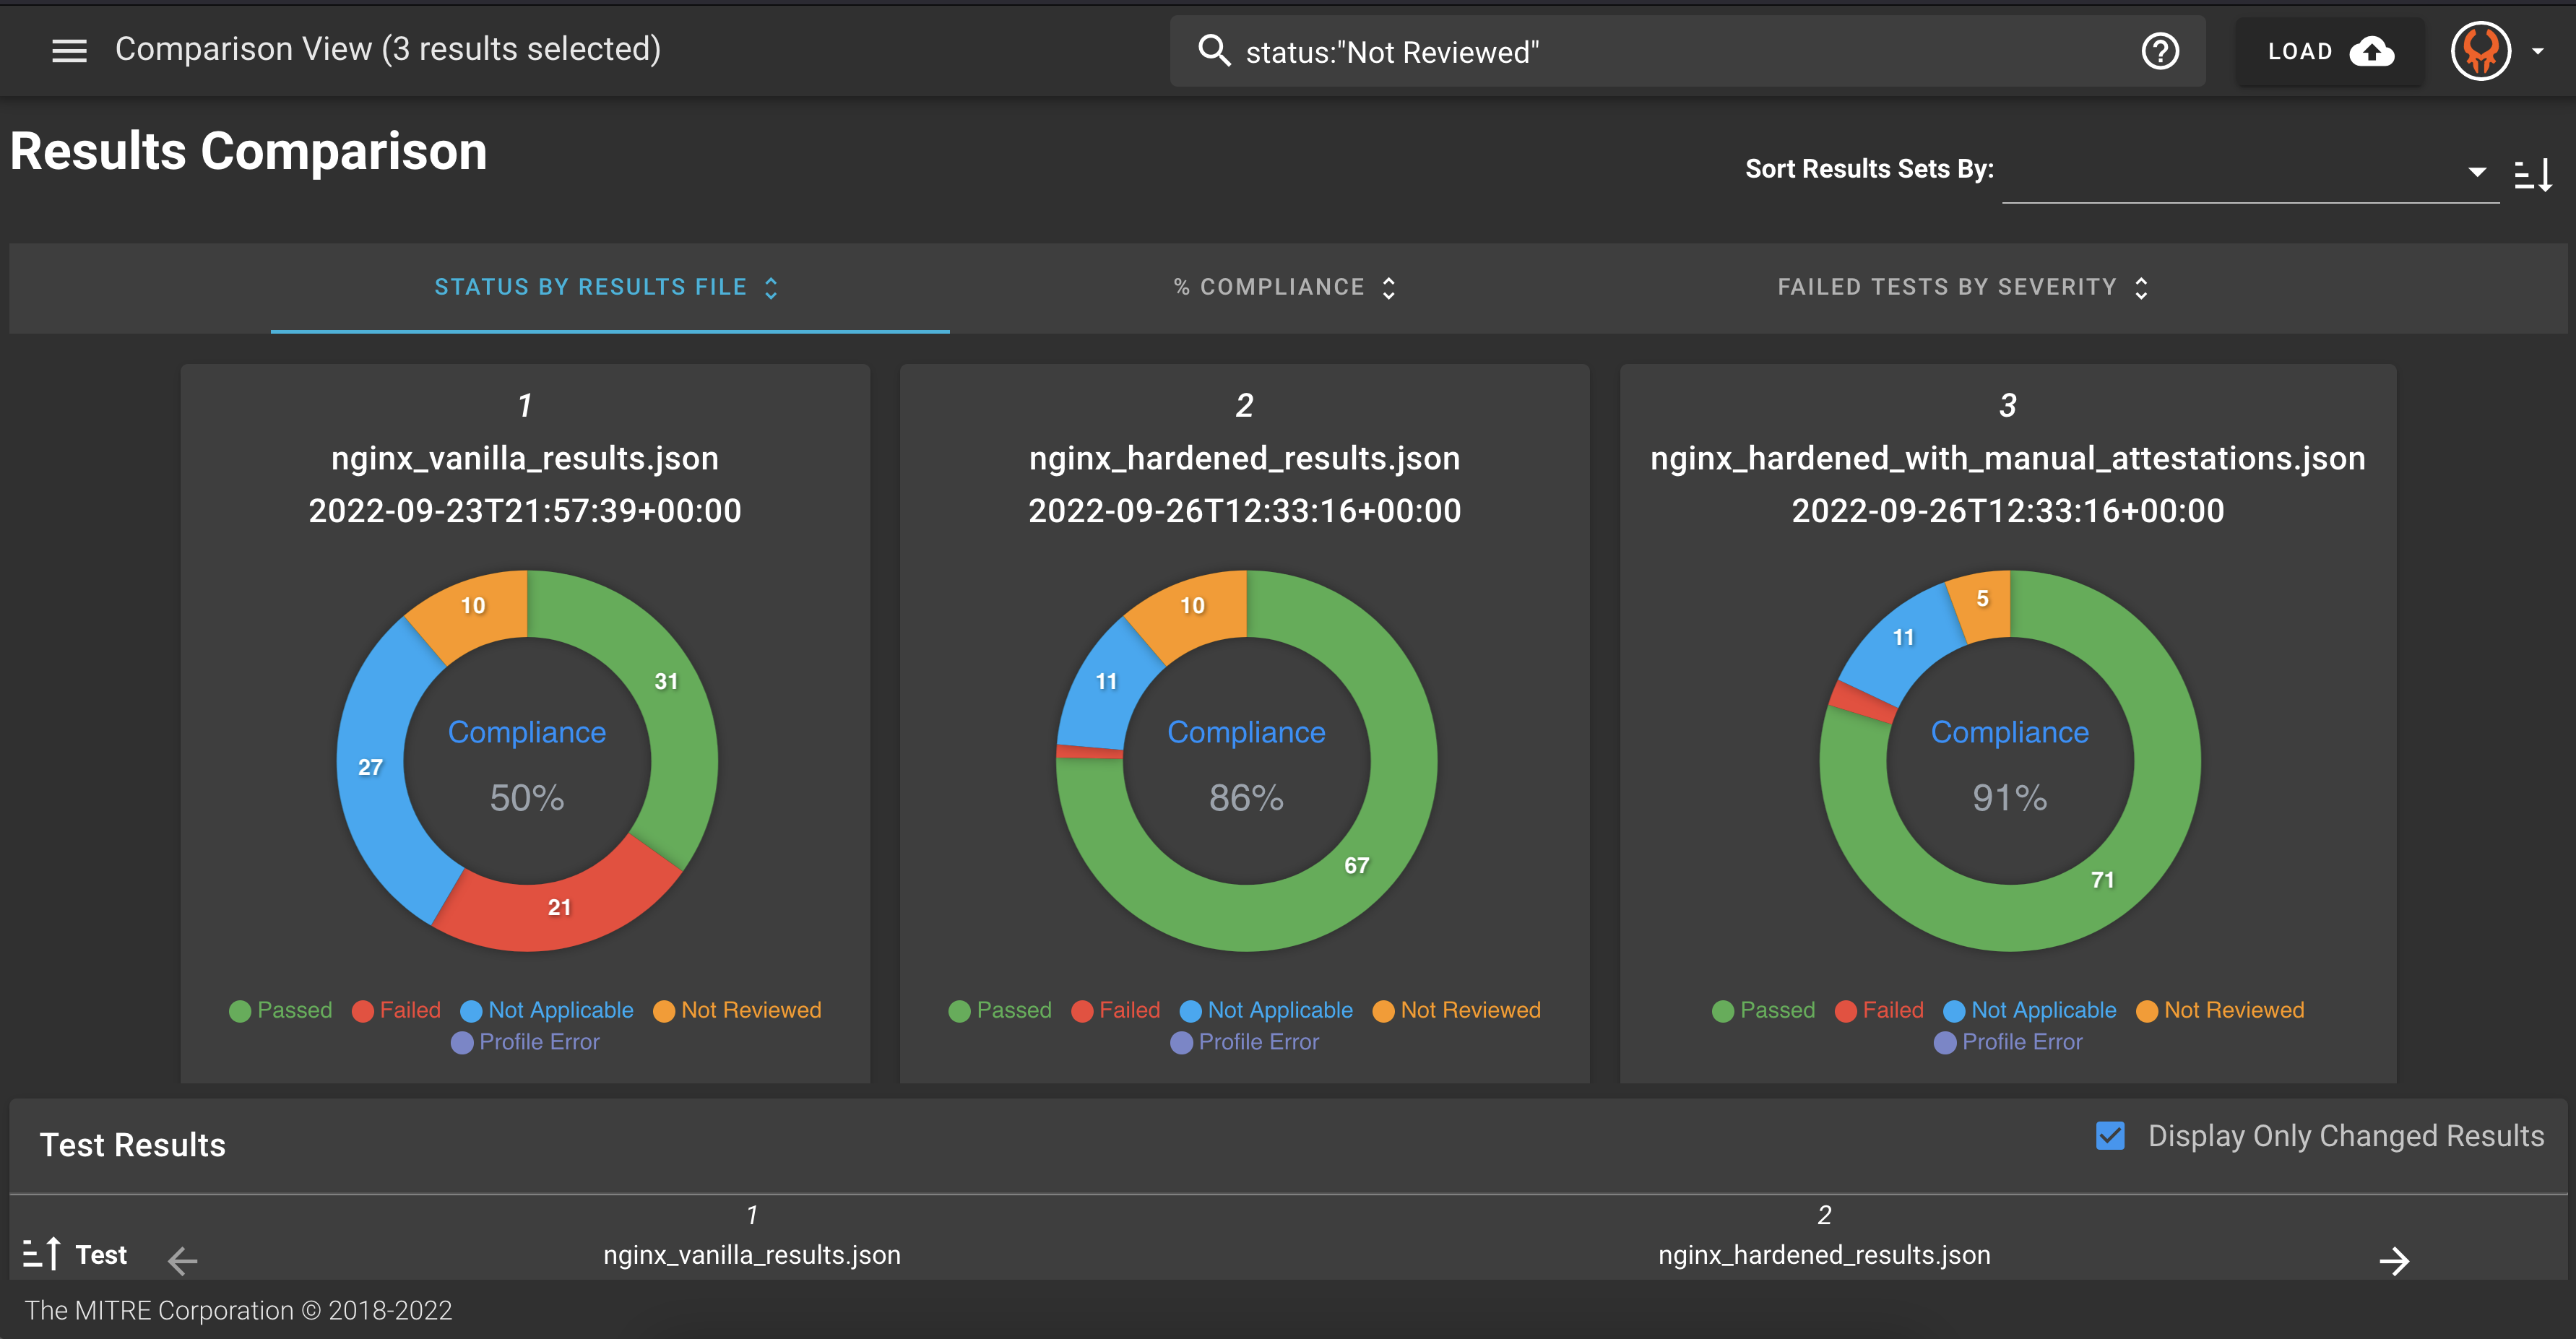 Comparison View (3 results selected)
status:"Not Reviewed"
LOAD
Results Comparison
Sort Results Sets By:
STATUS BY RESULTS FILE
% COMPLIANCE
FAILED TESTS BY SEVERITY
1
nginx_vanilla_results.json
2022-09-23T21:57:39+00:00
10
31
27
21
Compliance
50%
Passed Failed Not Applicable Not Reviewed
Profile Error
2
nginx_hardened_results.json
2022-09-26T12:33:16+00:00
10
11
67
Compliance
86%
Passed Failed Not Applicable Not Reviewed
Profile Error
3
nginx_hardened_with_manual_attestations.json
2022-09-26T12:33:16+00:00
5
11
71
Compliance
91%
Passed Failed Not Applicable Not Reviewed
Profile Error
Test Results
Display Only Changed Results
Test
1
nginx_vanilla_results.json
2
nginx_hardened_results.json
The MITRE Corporation © 2018-2022